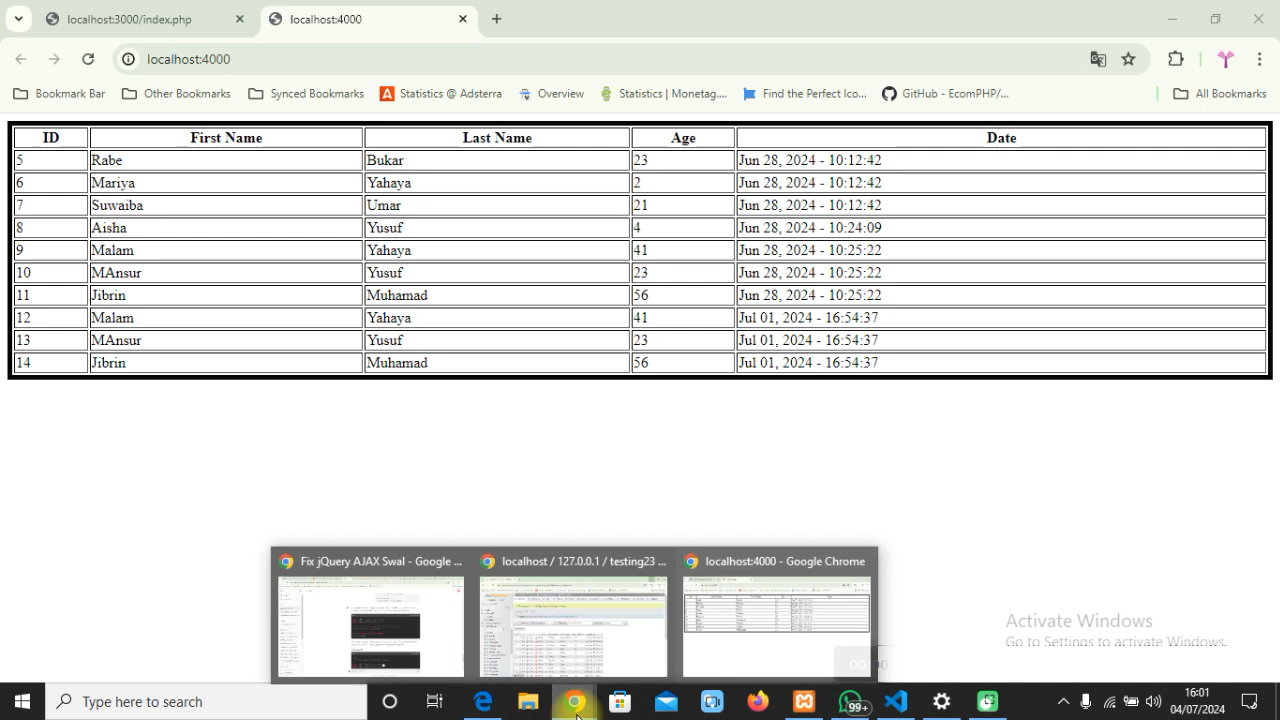 localhost:3000/index.php
localhost:4000
localhost:4000
Bookmark Bar Other Bookmarks Synced Bookmarks Statistics @ Adsterra Overview Statistics | Monetag.... Find the Perfect Ico... GitHub - EcomPHP/... All Bookmarks
ID First Name Last Name Age Date
5 Rabe Bukar 23 Jun 28, 2024 - 10:12:42
6 Mariya Yahaya 2 Jun 28, 2024 - 10:12:42
7 Suwaiba Umar 21 Jun 28, 2024 - 10:12:42
8 Aisha Yusuf 4 Jun 28, 2024 - 10:24:09
9 Malam Yahaya 41 Jun 28, 2024 - 10:25:22
10 MAnsur Yusuf 23 Jun 28, 2024 - 10:25:22
11 Jibrin Muhamad 56 Jun 28, 2024 - 10:25:22
12 Malam Yahaya 41 Jul 01, 2024 - 16:54:37
13 MAnsur Yusuf 23 Jul 01, 2024 - 16:54:37
14 Jibrin Muhamad 56 Jul 01, 2024 - 16:54:37
Fix jQuery AJAX Swal - Google ...
localhost / 127.0.0.1 / testing23 ...
localhost:4000 - Google Chrome
Activate Windows
Go to Settings to activate Windows.
Type here to search
99+
16:01
04/07/2024